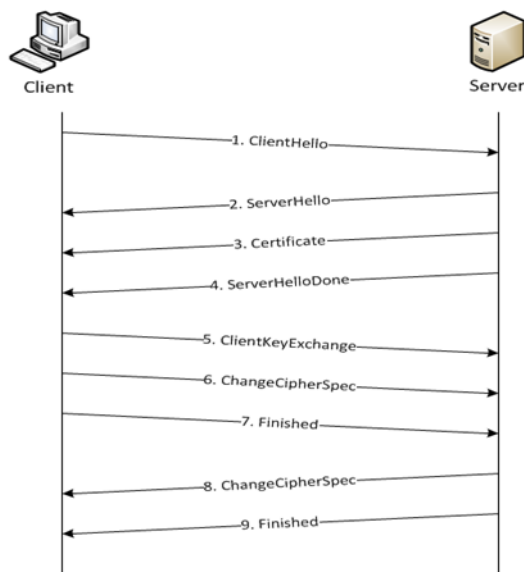 Client
Server
1. ClientHello
2. ServerHello
3. Certificate
4. ServerHelloDone
5. ClientKeyExchange
6. ChangeCipherSpec
7. Finished
8. ChangeCipherSpec
9. Finished